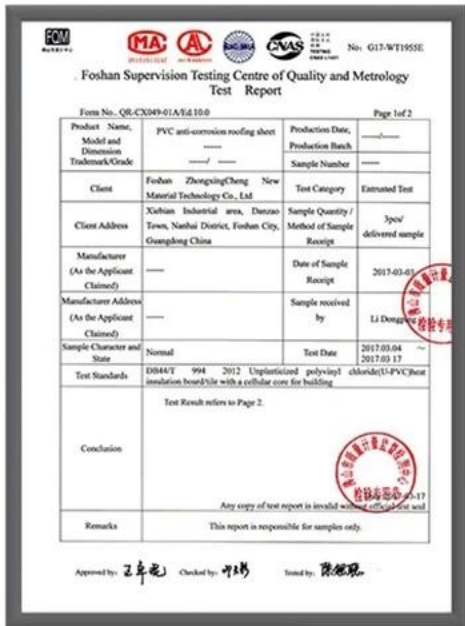 MA
CNAS
No: G17-WT1955E
Foshan Supervision Testing Centre of Quality and Metrology
Test Report
Form No.. QR-CX049-01A/Ed.10.0
Page 1of 2
Product Name,
Model and
Dimension
Trademark/Grade
PVC anti-corrosion roofing sheet
-----
-----/ -----
Production Date,
Production Batch
-----/-----
Sample Number
-----
Client
Foshan ZhongxingCheng New
Material Technology Co., Ltd
Test Category
Entrusted Test
Client Address
Xiebian Industrial area, Danzao
Town, Nanhai District, Foshan City,
Guangdong China
Sample Quantity /
Method of Sample
Receipt
3pcs/
delivered sample
Manufacturer
(As the Applicant
Claimed)
-----
Date of Sample
Receipt
2017-03-03
Manufacturer Address
(As the Applicant
Claimed)
-----
Sample received
by
Li Dongping
Sample Character and
State
Normal
Test Date
2017.03.04 ~
2017.03 17
Test Standards
DB44/T 994 2012 Unplasticized polyvinyl chloride(U-PVC)heat
insulation board/tile with a cellular core for building
Conclusion
Test Result refers to Page 2.
2017-03-17
Any copy of test report is invalid without official test seal
Remarks
This report is responsible for samples only.
Approved by:
Checked by:
Tested by: